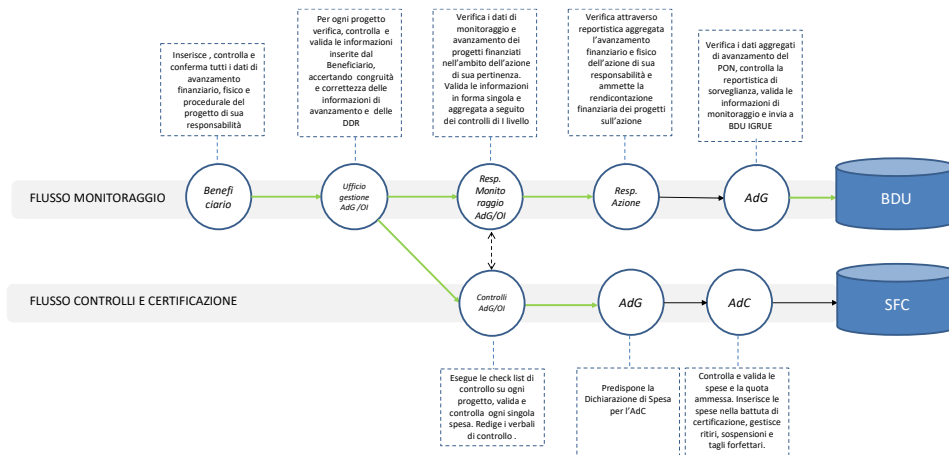 Inserisce , controlla e
conferma tutti i dati di
avanzamento
finanziario, fisico e
procedurale del
progetto di sua
responsabilità
Per ogni progetto
verifica, controlla e
valida le informazioni
inserite dal
Beneficiario,
accertando congruità
e correttezza delle
informazioni di
avanzamento e delle
DDR
Verifica i dati di
monitoraggio e
avanzamento dei
progetti finanziati
nell'ambito dell'azione
di sua pertinenza.
Valida le informazioni
in forma singola e
aggregata a seguito
dei controlli di I livello
Verifica attraverso
reportistica aggregata
l'avanzamento
finanziario e fisico
dell'azione di sua
responsabilità e
ammette la
rendicontazione
finanziaria dei progetti
sull'azione
Verifica i dati aggregati
di avanzamento del
PON, controlla la
reportistica di
sorveglianza, valida le
informazioni di
monitoraggio e invia a
BDU IGRUE
FLUSSO MONITORAGGIO
Benefi
ciario
Ufficio
gestione
AdG /OI
Resp.
Monito
raggio
AdG/OI
Resp.
Azione
AdG
BDU
FLUSSO CONTROLLI E CERTIFICAZIONE
Controlli
AdG/OI
AdG
AdC
SFC
Esegue le check list di
controllo su ogni
progetto, valida e
controlla ogni singola
spesa. Redige i verbali
di controllo .
Predispone la
Dichiarazione di Spesa
per l'AdC
Controlla e valida le
spese e la quota
ammessa. Inserisce le
spese nella battuta di
certificazione, gestisce
ritiri, sospensioni e
tagli forfettari.